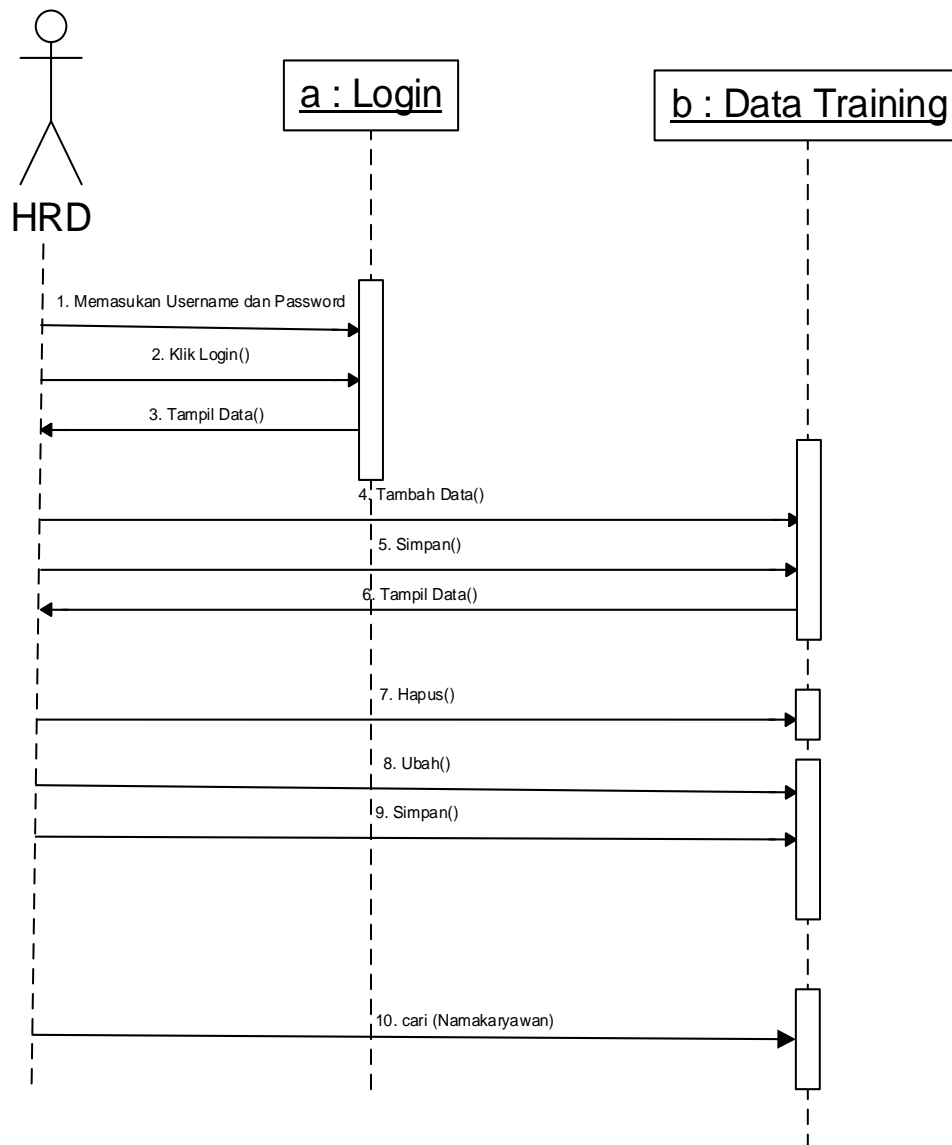 a : Login
b : Data Training
HRD
1. Memasukan Username dan Password
2. Klik Login()
3. Tampil Data()
4. Tambah Data()
5. Simpan()
6. Tampil Data()
7. Hapus()
8. Ubah()
9. Simpan()
10. cari (Namakaryawan)